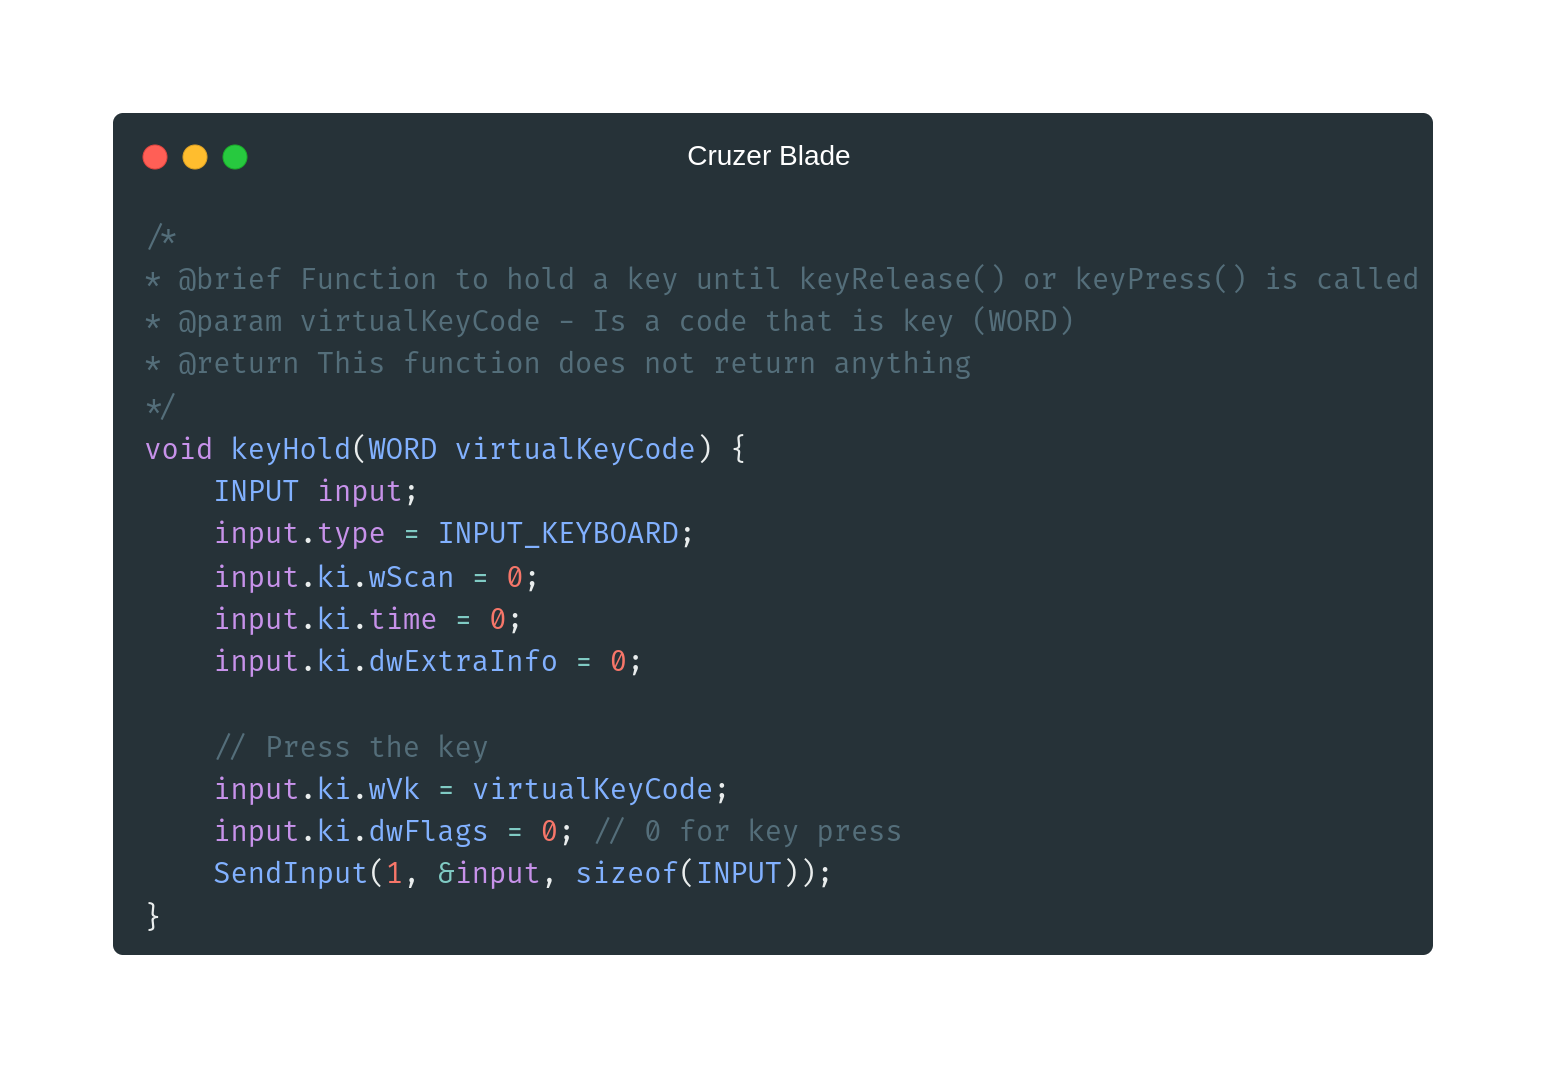 Cruzer Blade
/*
* @brief Function to hold a key until keyRelease() or keyPress() is called
* @param virtualKeyCode - Is a code that is key (WORD)
* @return This function does not return anything
*/
void keyHold(WORD virtualKeyCode) {
    INPUT input;
    input.type = INPUT_KEYBOARD;
    input.ki.wScan = 0;
    input.ki.time = 0;
    input.ki.dwExtraInfo = 0;

    // Press the key
    input.ki.wVk = virtualKeyCode;
    input.ki.dwFlags = 0; // 0 for key press
    SendInput(1, &input, sizeof(INPUT));
}